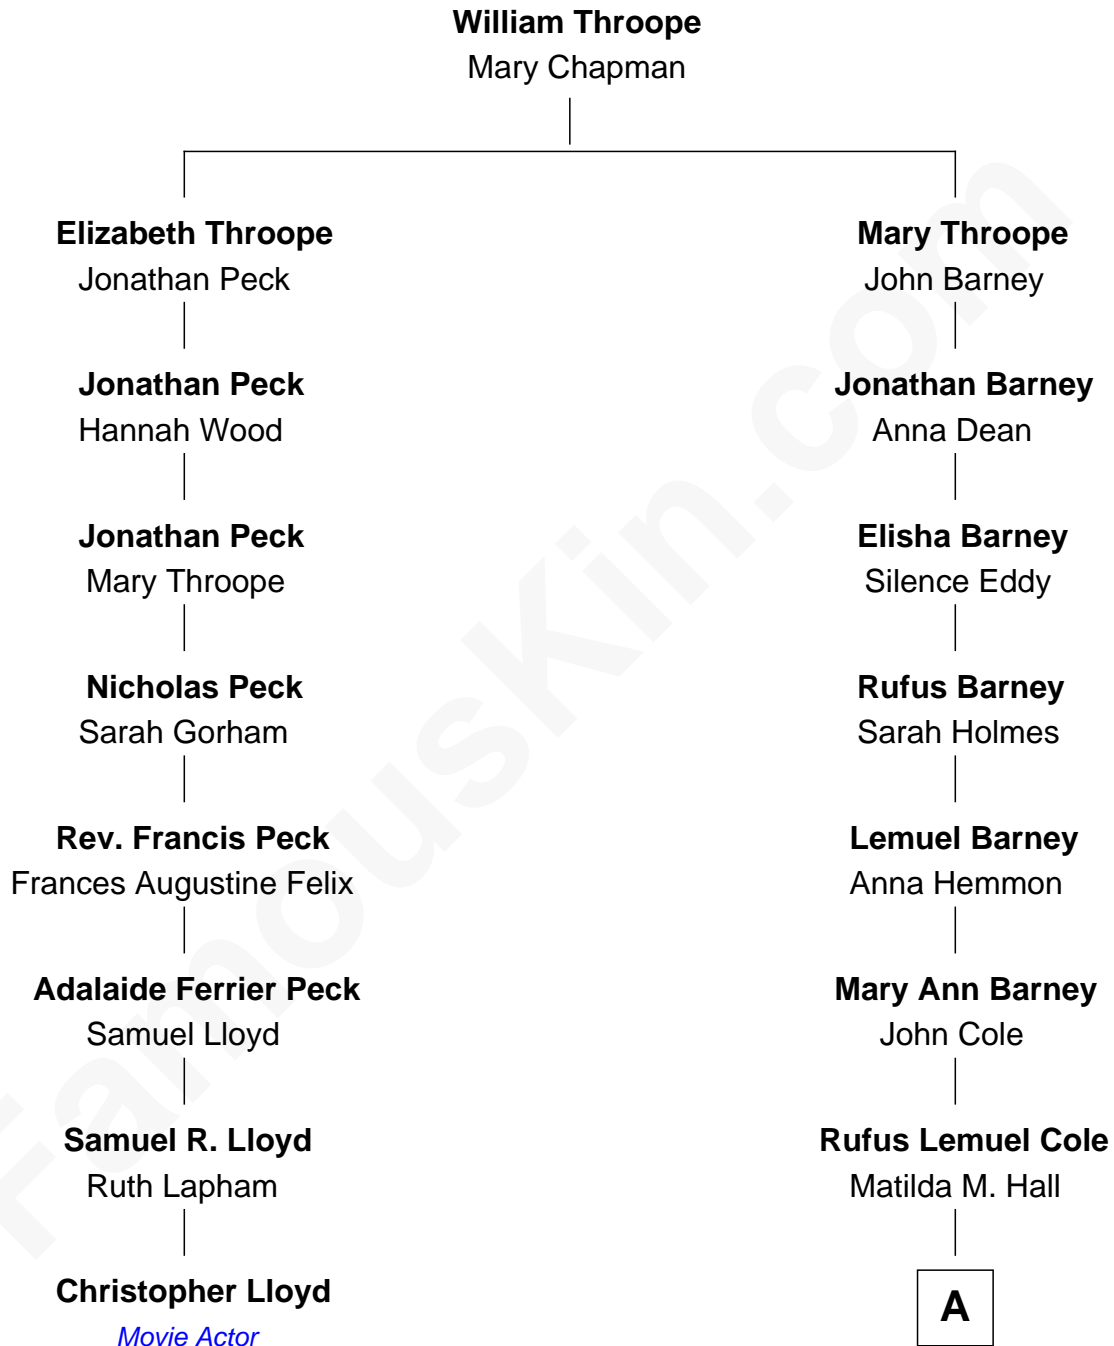 William Throope
Mary Chapman
Elizabeth Throope
Jonathan Peck
Mary Throope
John Barney
Jonathan Peck
Hannah Wood
Jonathan Barney
Anna Dean
Jonathan Peck
Mary Throope
Elisha Barney
Silence Eddy
Nicholas Peck
Sarah Gorham
Rufus Barney
Sarah Holmes
Rev. Francis Peck
Frances Augustine Felix
Lemuel Barney
Anna Hemmon
Adalaide Ferrier Peck
Samuel Lloyd
Mary Ann Barney
John Cole
Samuel R. Lloyd
Ruth Lapham
Rufus Lemuel Cole
Matilda M. Hall
Christopher Lloyd
Movie Actor
A
FamousKin.com